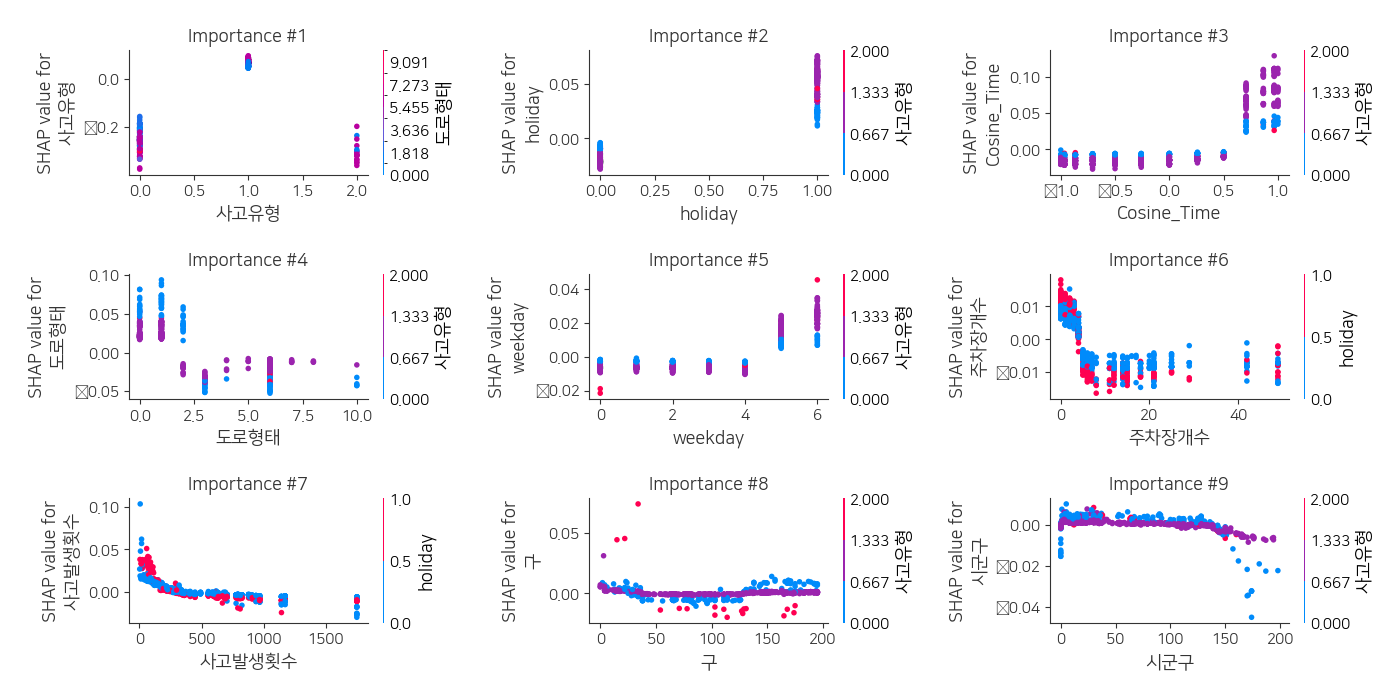 Importance #1
SHAP value for
사고유형
0.0
☒0.2
0.0
0.5
1.0
1.5
2.0
사고유형
9.091
7.273
5.455
3.636
1.818
0.000
도로형태
Importance #2
SHAP value for
holiday
0.05
0.00
0.00
0.25
0.50
0.75
1.00
holiday
2.000
1.333
0.667
0.000
사고유형
Importance #3
SHAP value for
Cosine_Time
0.10
0.05
0.00
☒1.0
☒0.5
0.0
0.5
1.0
Cosine_Time
2.000
1.333
0.667
0.000
사고유형
Importance #4
SHAP value for
도로형태
0.10
0.05
0.00
☒0.05
0.0
2.5
5.0
7.5
10.0
도로형태
2.000
1.333
0.667
0.000
사고유형
Importance #5
SHAP value for
weekday
0.04
0.02
0.00
☒0.02
0
2
4
6
weekday
2.000
1.333
0.667
0.000
사고유형
Importance #6
SHAP value for
주차장개수
0.01
0.00
☒0.01
0
20
40
주차장개수
1.0
0.5
0.0
holiday
Importance #7
SHAP value for
사고발생횟수
0.10
0.05
0.00
0
500
1000
1500
사고발생횟수
1.0
0.5
0.0
holiday
Importance #8
SHAP value for
구
0.05
0.00
0
50
100
150
200
구
2.000
1.333
0.667
0.000
사고유형
Importance #9
SHAP value for
시군구
0.00
☒0.02
☒0.04
0
50
100
150
200
시군구
2.000
1.333
0.667
0.000
사고유형